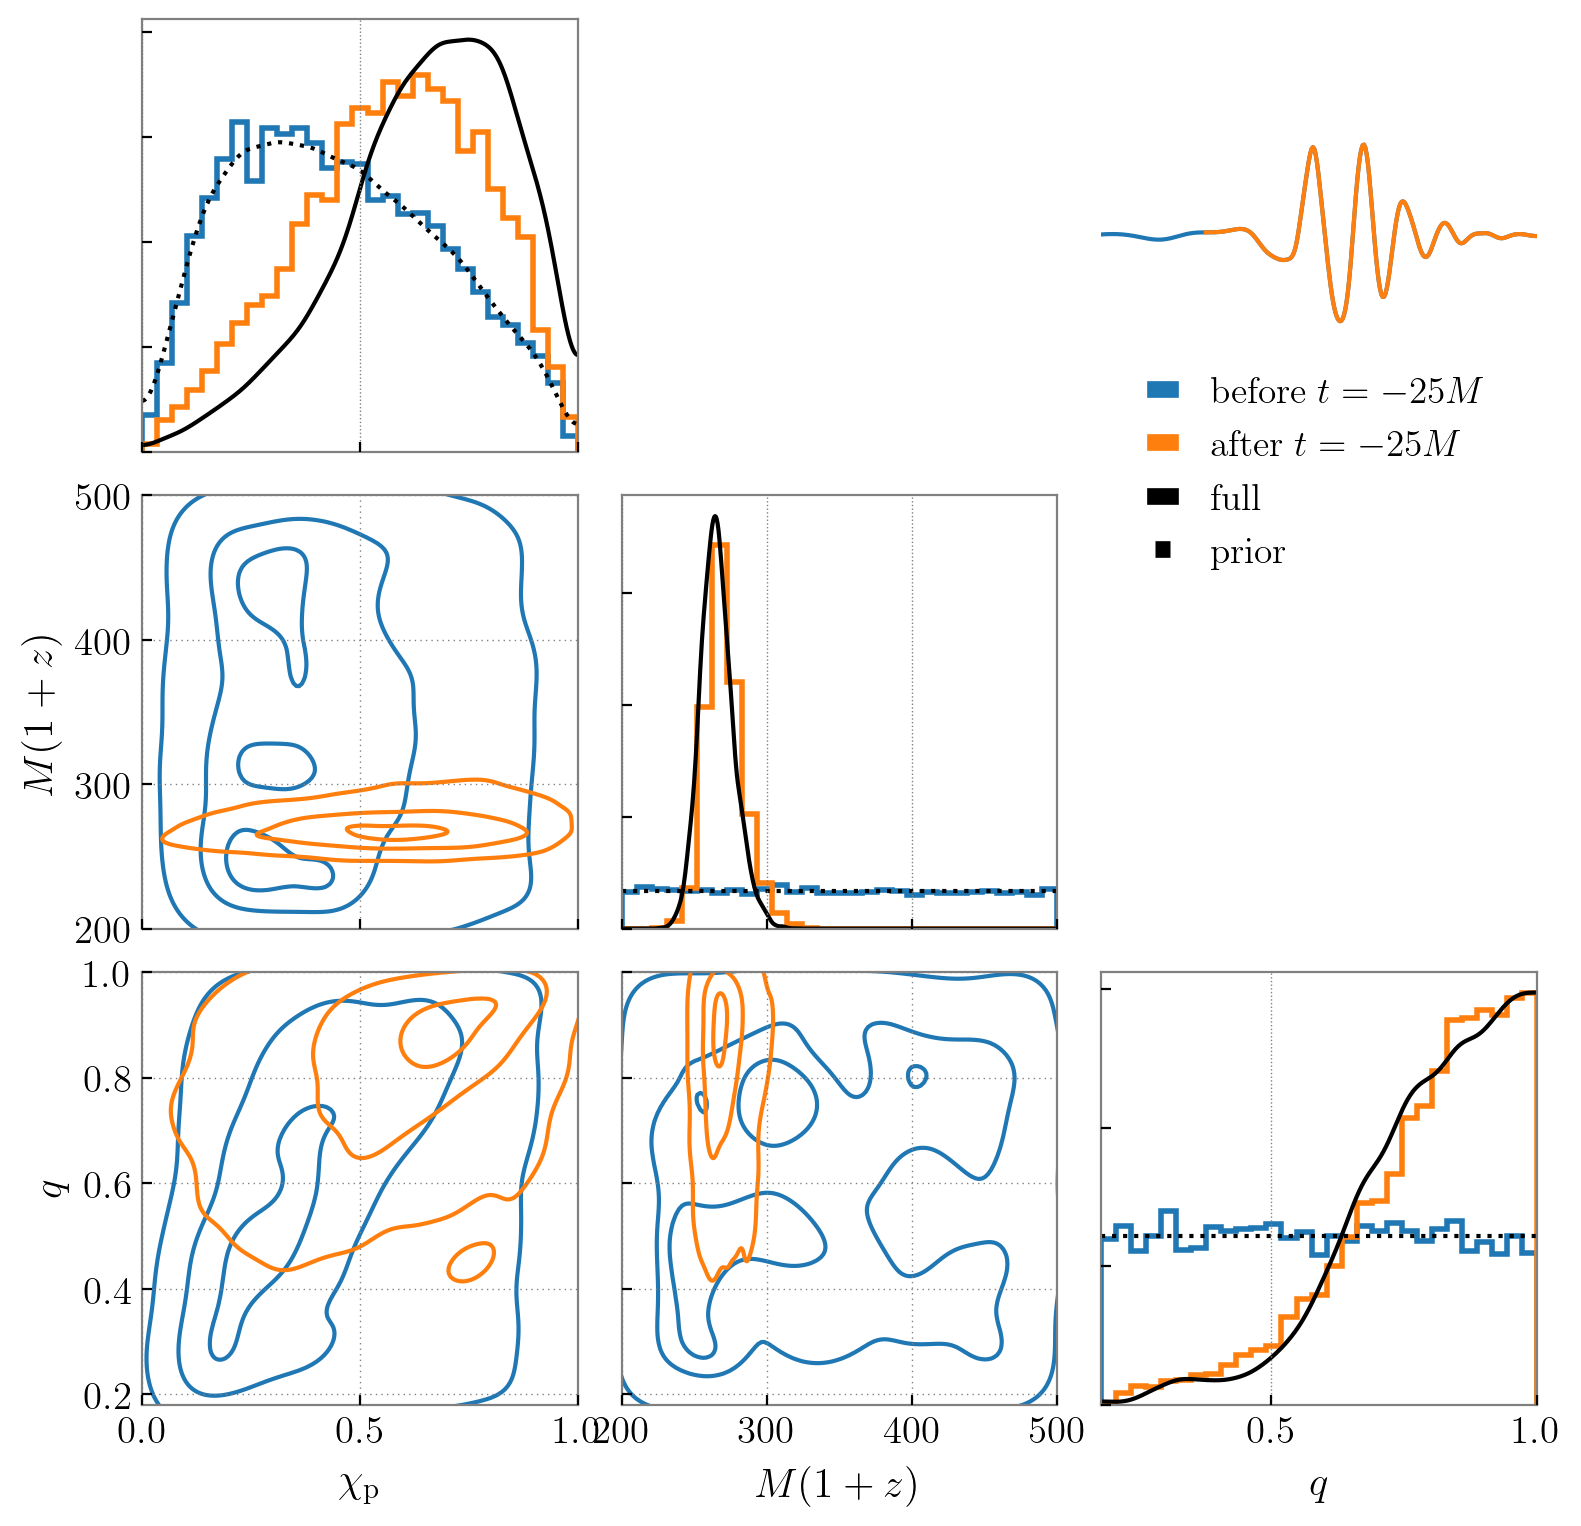 before t = −25M
after t = −25M
full
prior
500
400
300
200
M(1 + z)
1.0
0.8
0.6
0.4
0.2
q
0.0 0.5 1.0
200 300 400 500
0.5 1.0
χp
M(1 + z)
q